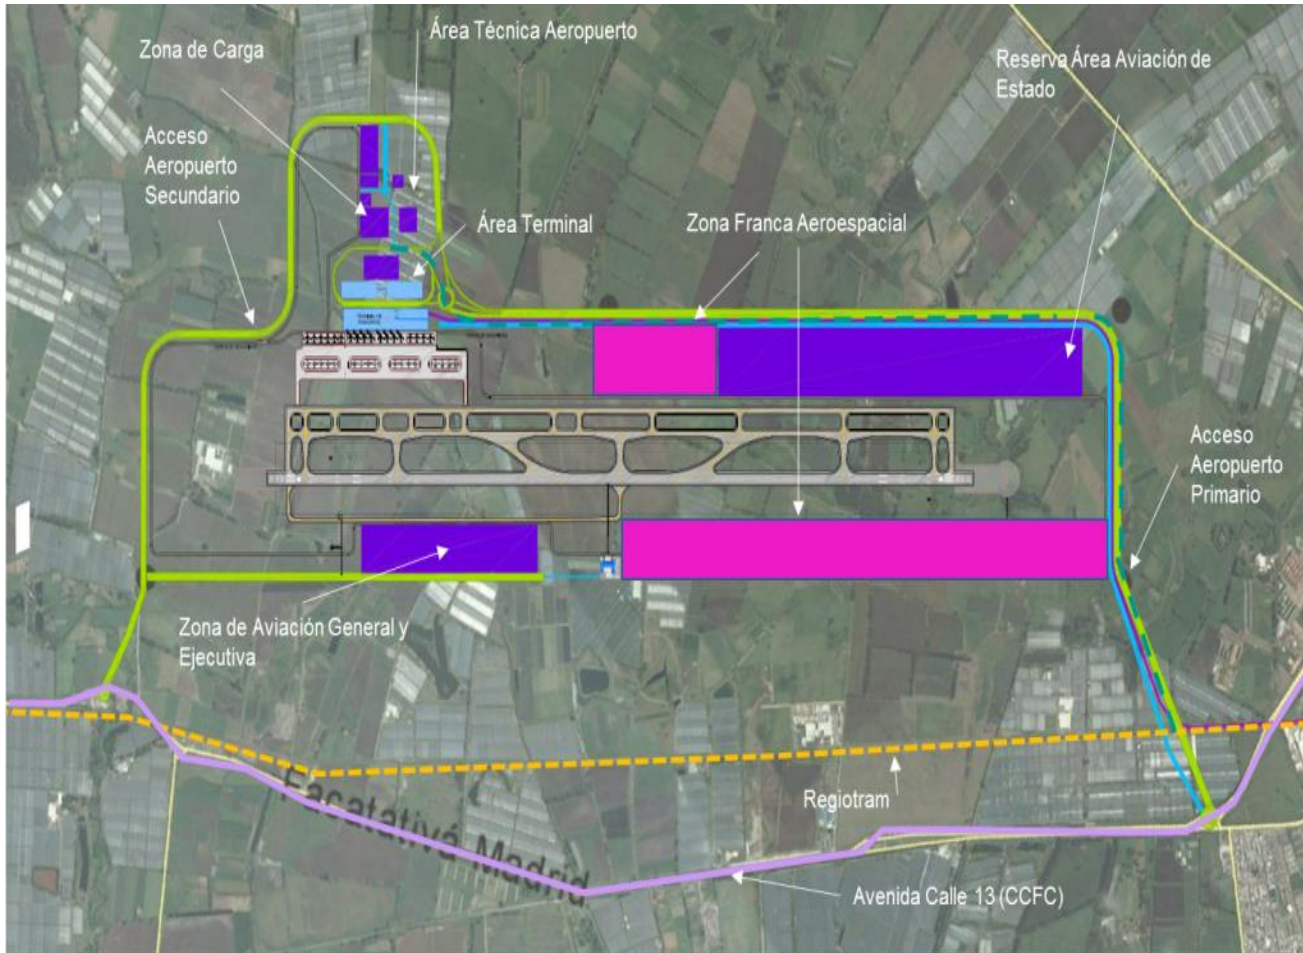 Área Técnica Aeropuerto
Zona de Carga
Reserva Área Aviación de
Estado
Acceso
Aeropuerto
Secundario
Área Terminal
Zona Franca Aeroespacial
Acceso
Aeropuerto
Primario
Zona de Aviación General y
Ejecutiva
Regiotram
Facatativá Madrid
Avenida Calle 13 (CCFC)